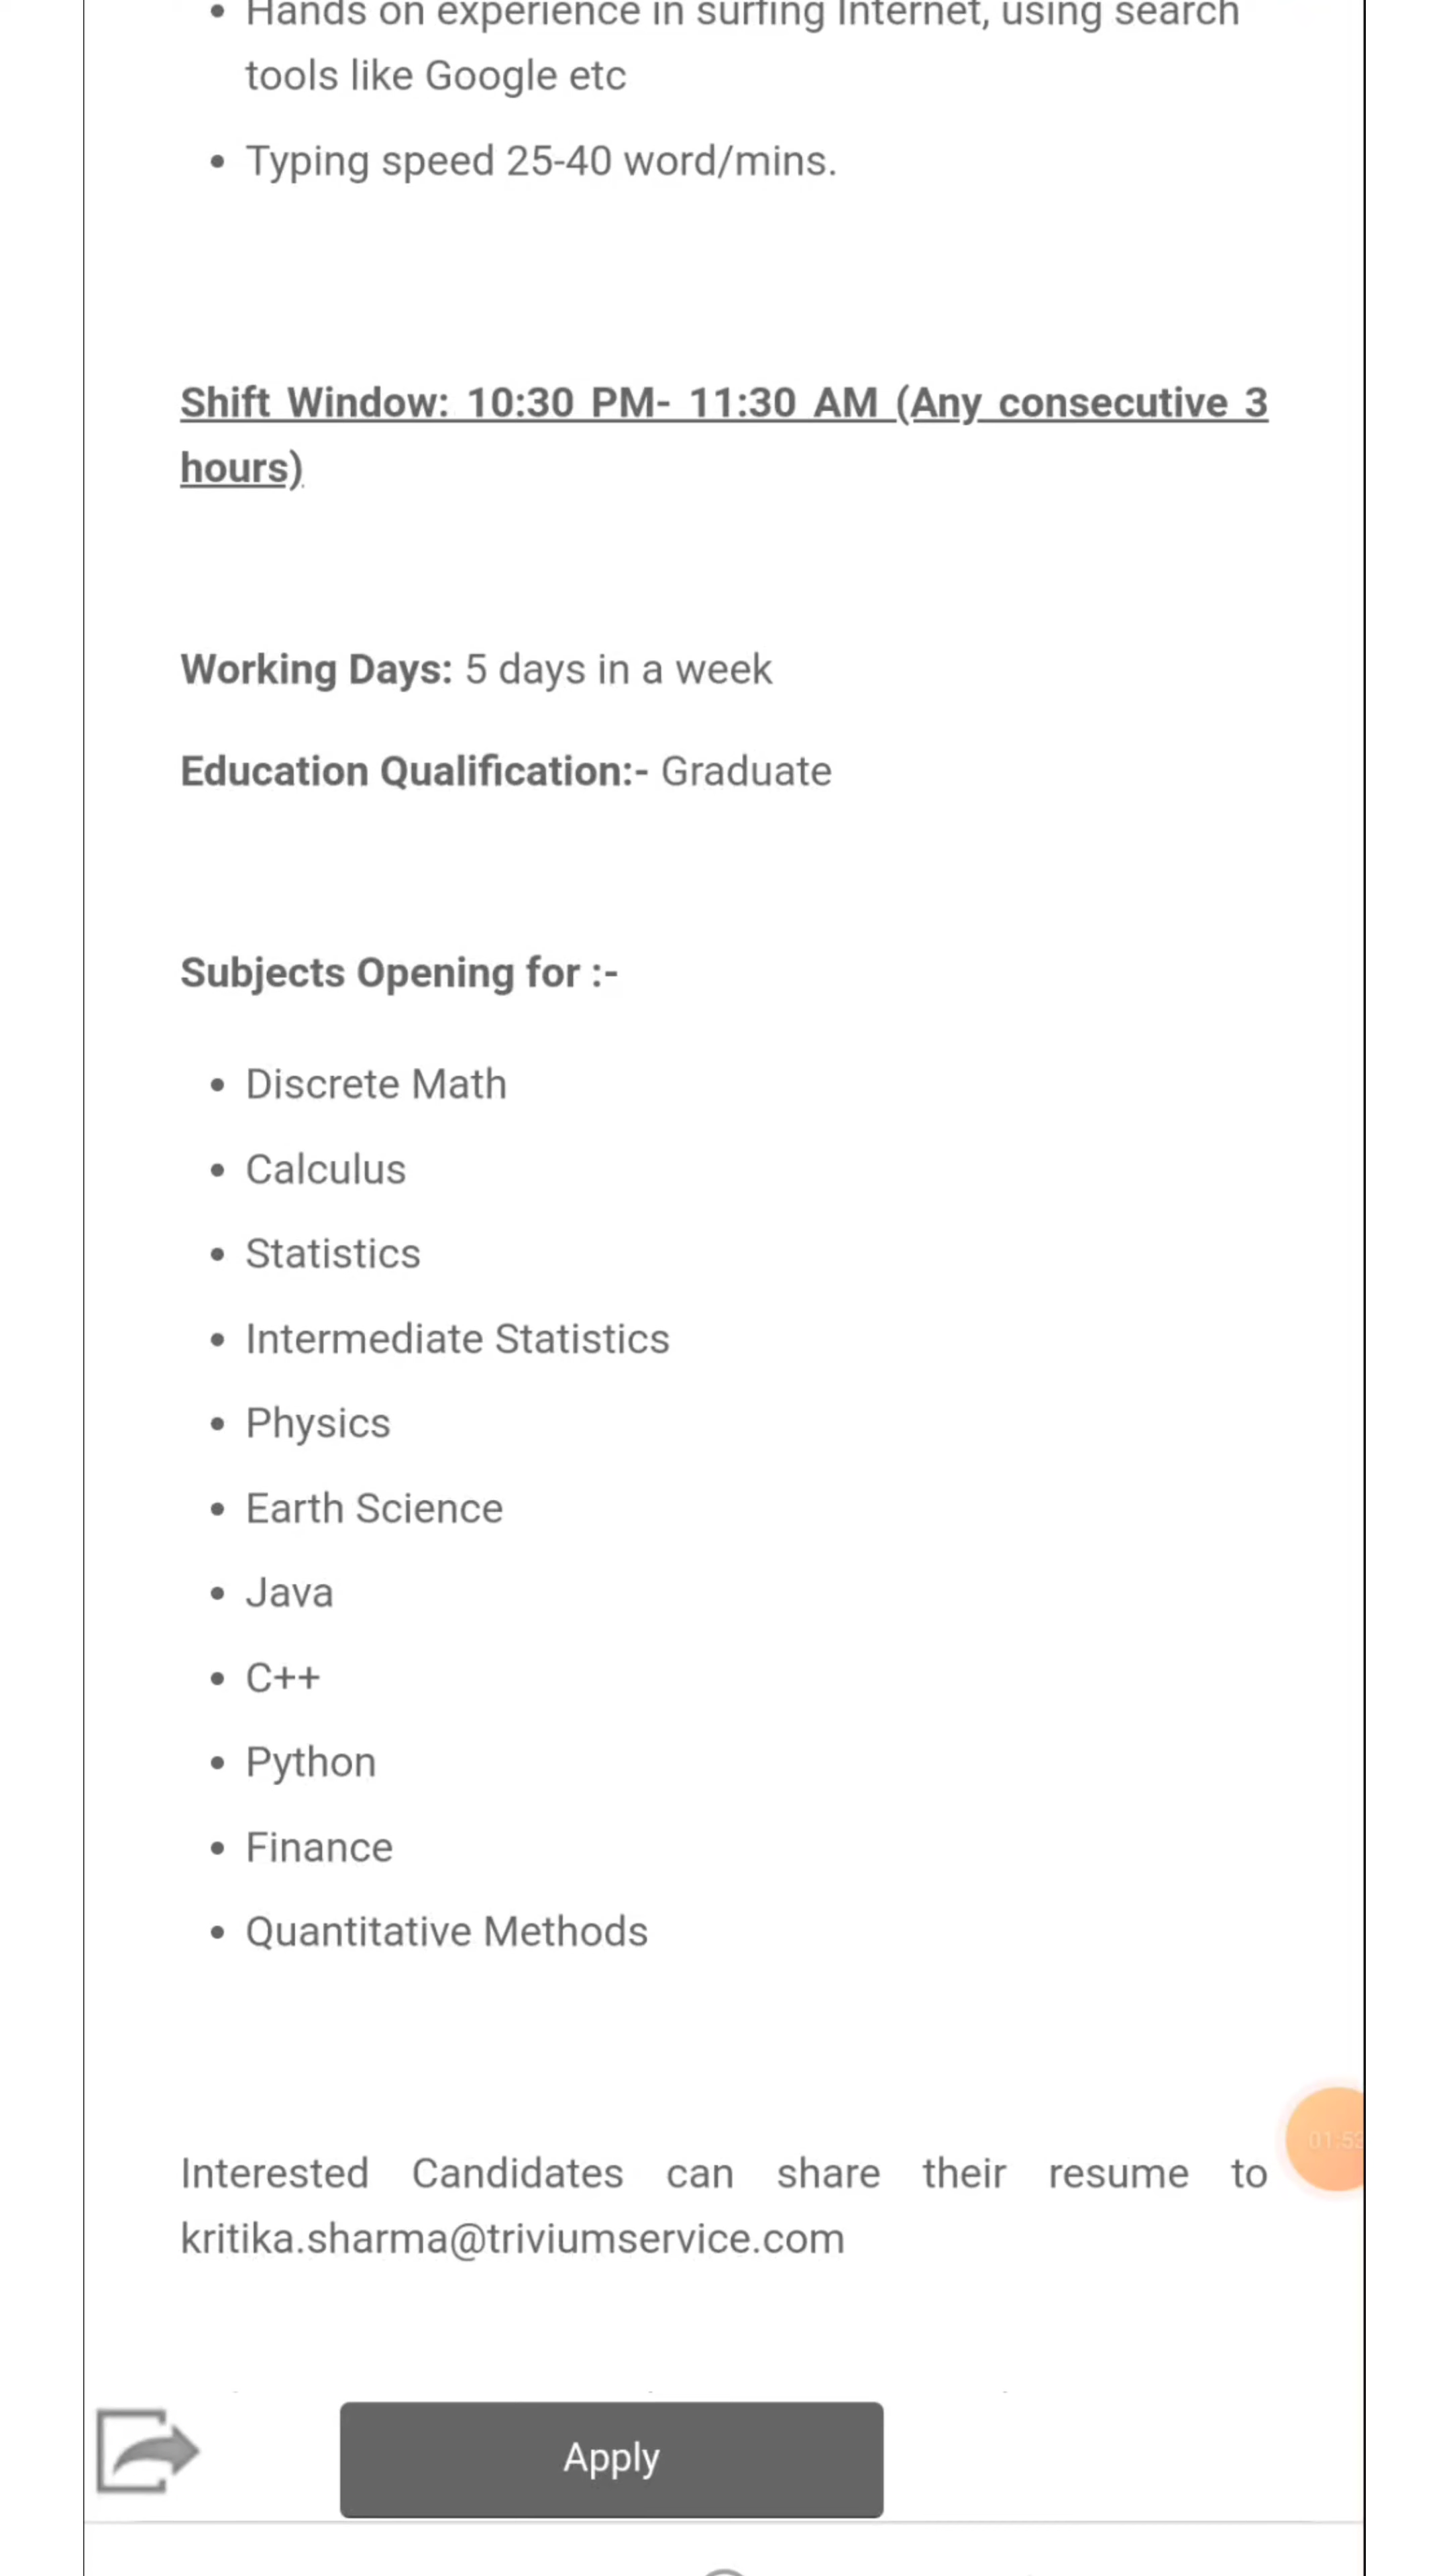 Hands on experience in surfing Internet, using search
tools like Google etc
Typing speed 25-40 word/mins.
Shift Window: 10:30 PM- 11:30 AM (Any consecutive 3
hours)
Working Days: 5 days in a week
Education Qualification:- Graduate
Subjects Opening for :-
Discrete Math
Calculus
Statistics
Intermediate Statistics
Physics
Earth Science
Java
C++
Python
Finance
Quantitative Methods
Interested Candidates can share their resume to
kritika.sharma@triviumservice.com
Apply